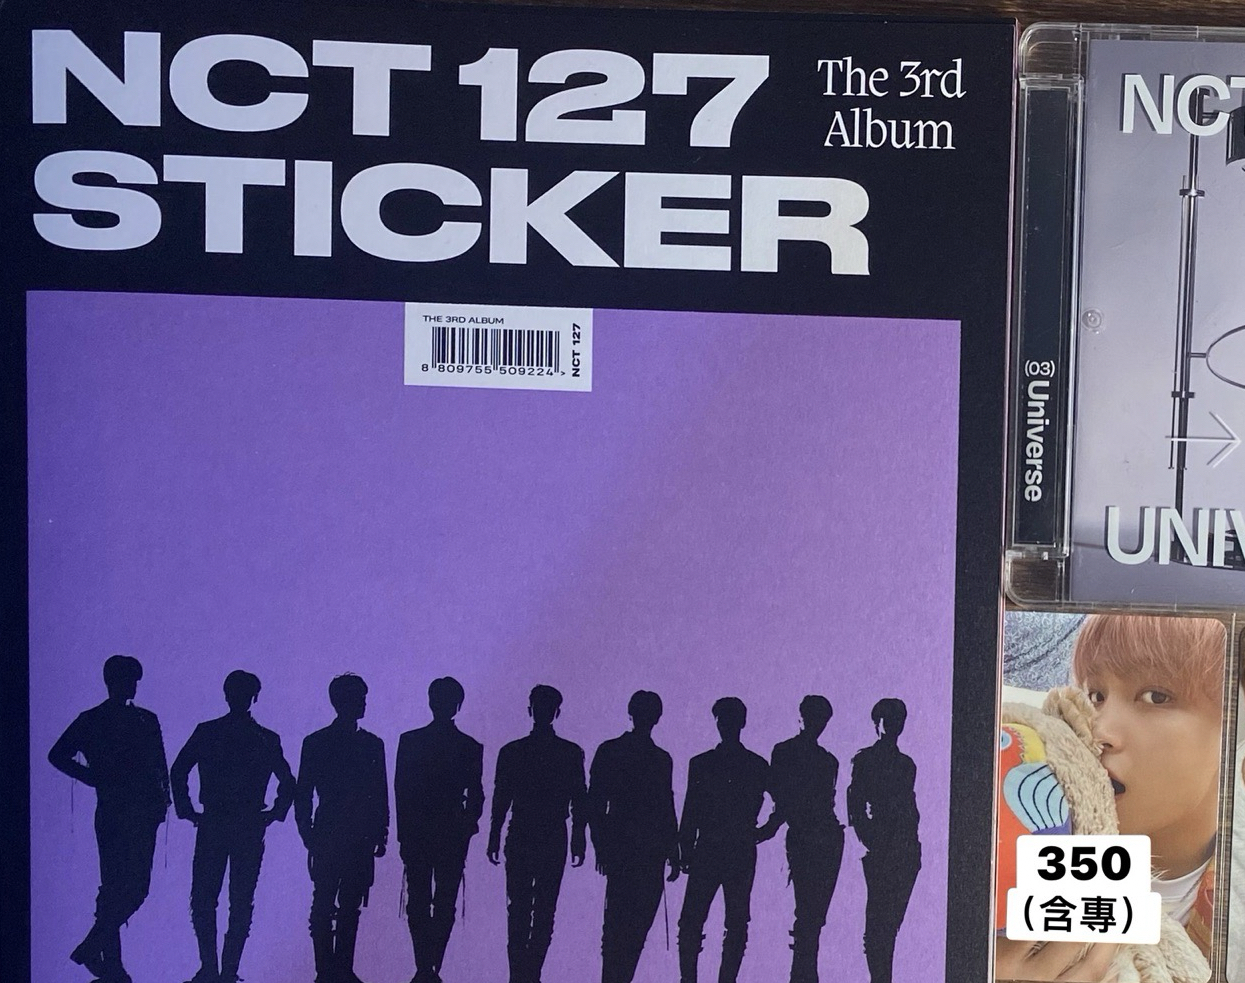 NCT 127
STICKER
The 3rd
Album
THE 3RD ALBUM
8 809755 509224 >
NCT 127
(03) Universe
NCT
UNIV
350
(含專)